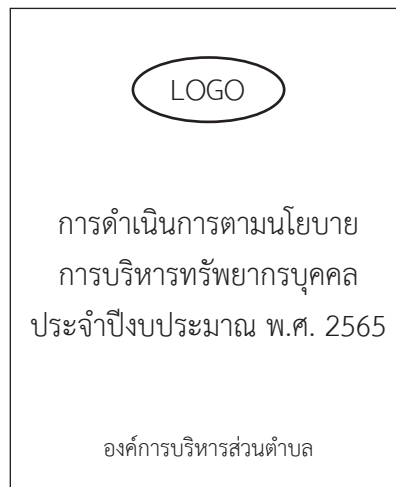 LOGO
การดำเนินการตามนโยบาย
การบริหารทรัพยากรบุคคล
ประจำปีงบประมาณ พ.ศ. 2565
องค์การบริหารส่วนตำบล